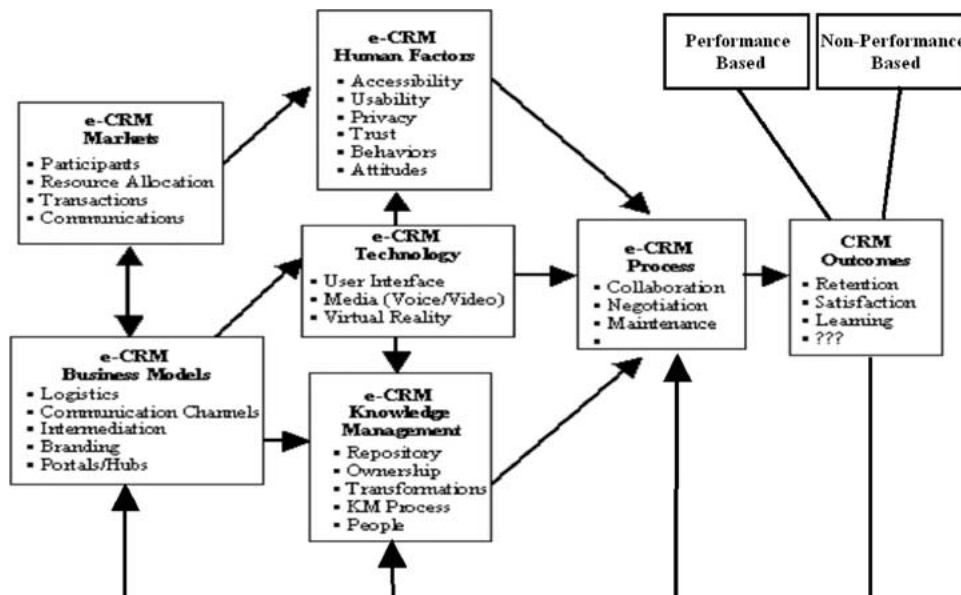 e-CRM
Markets
▪ Participants
▪ Resource Allocation
▪ Transactions
▪ Communications
e-CRM
Business Models
▪ Logistics
▪ Communication Channels
▪ Intermediation
▪ Branding
▪ Portals/Hubs
e-CRM
Human Factors
▪ Accessibility
▪ Usability
▪ Privacy
▪ Trust
▪ Behaviors
▪ Attitudes
e-CRM
Technology
▪ User Interface
▪ Media (Voice/Video)
▪ Virtual Reality
e-CRM
Knowledge
Management
▪ Repository
▪ Ownership
▪ Transformations
▪ KM Process
▪ People
e-CRM
Process
▪ Collaboration
▪ Negotiation
▪ Maintenance
▪
Performance
Based
Non-Performance
Based
CRM
Outcomes
▪ Retention
▪ Satisfaction
▪ Learning
▪ ???